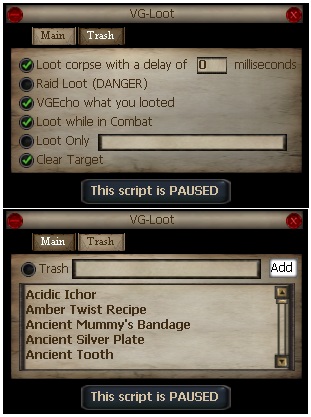 VG-Loot
Main Trash
Loot corpse with a delay of 0 milliseconds
Raid Loot (DANGER)
VGEcho what you looted
Loot while in Combat
Loot Only
Clear Target
This script is PAUSED
VG-Loot
Main Trash
Trash Add
Acidic Ichor
Amber Twist Recipe
Ancient Mummy's Bandage
Ancient Silver Plate
Ancient Tooth
This script is PAUSED